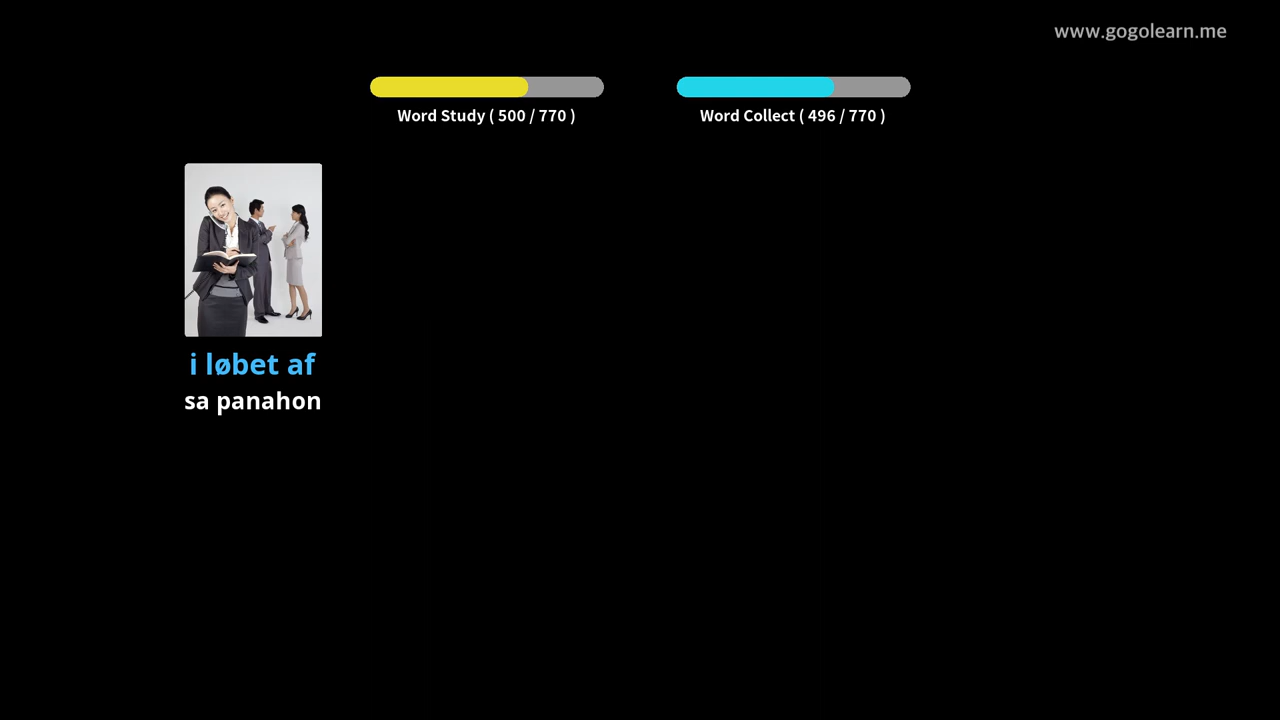 www.gogolearn.me
Word Study ( 500 / 770 )
Word Collect ( 496 / 770 )
i løbet af
sa panahon